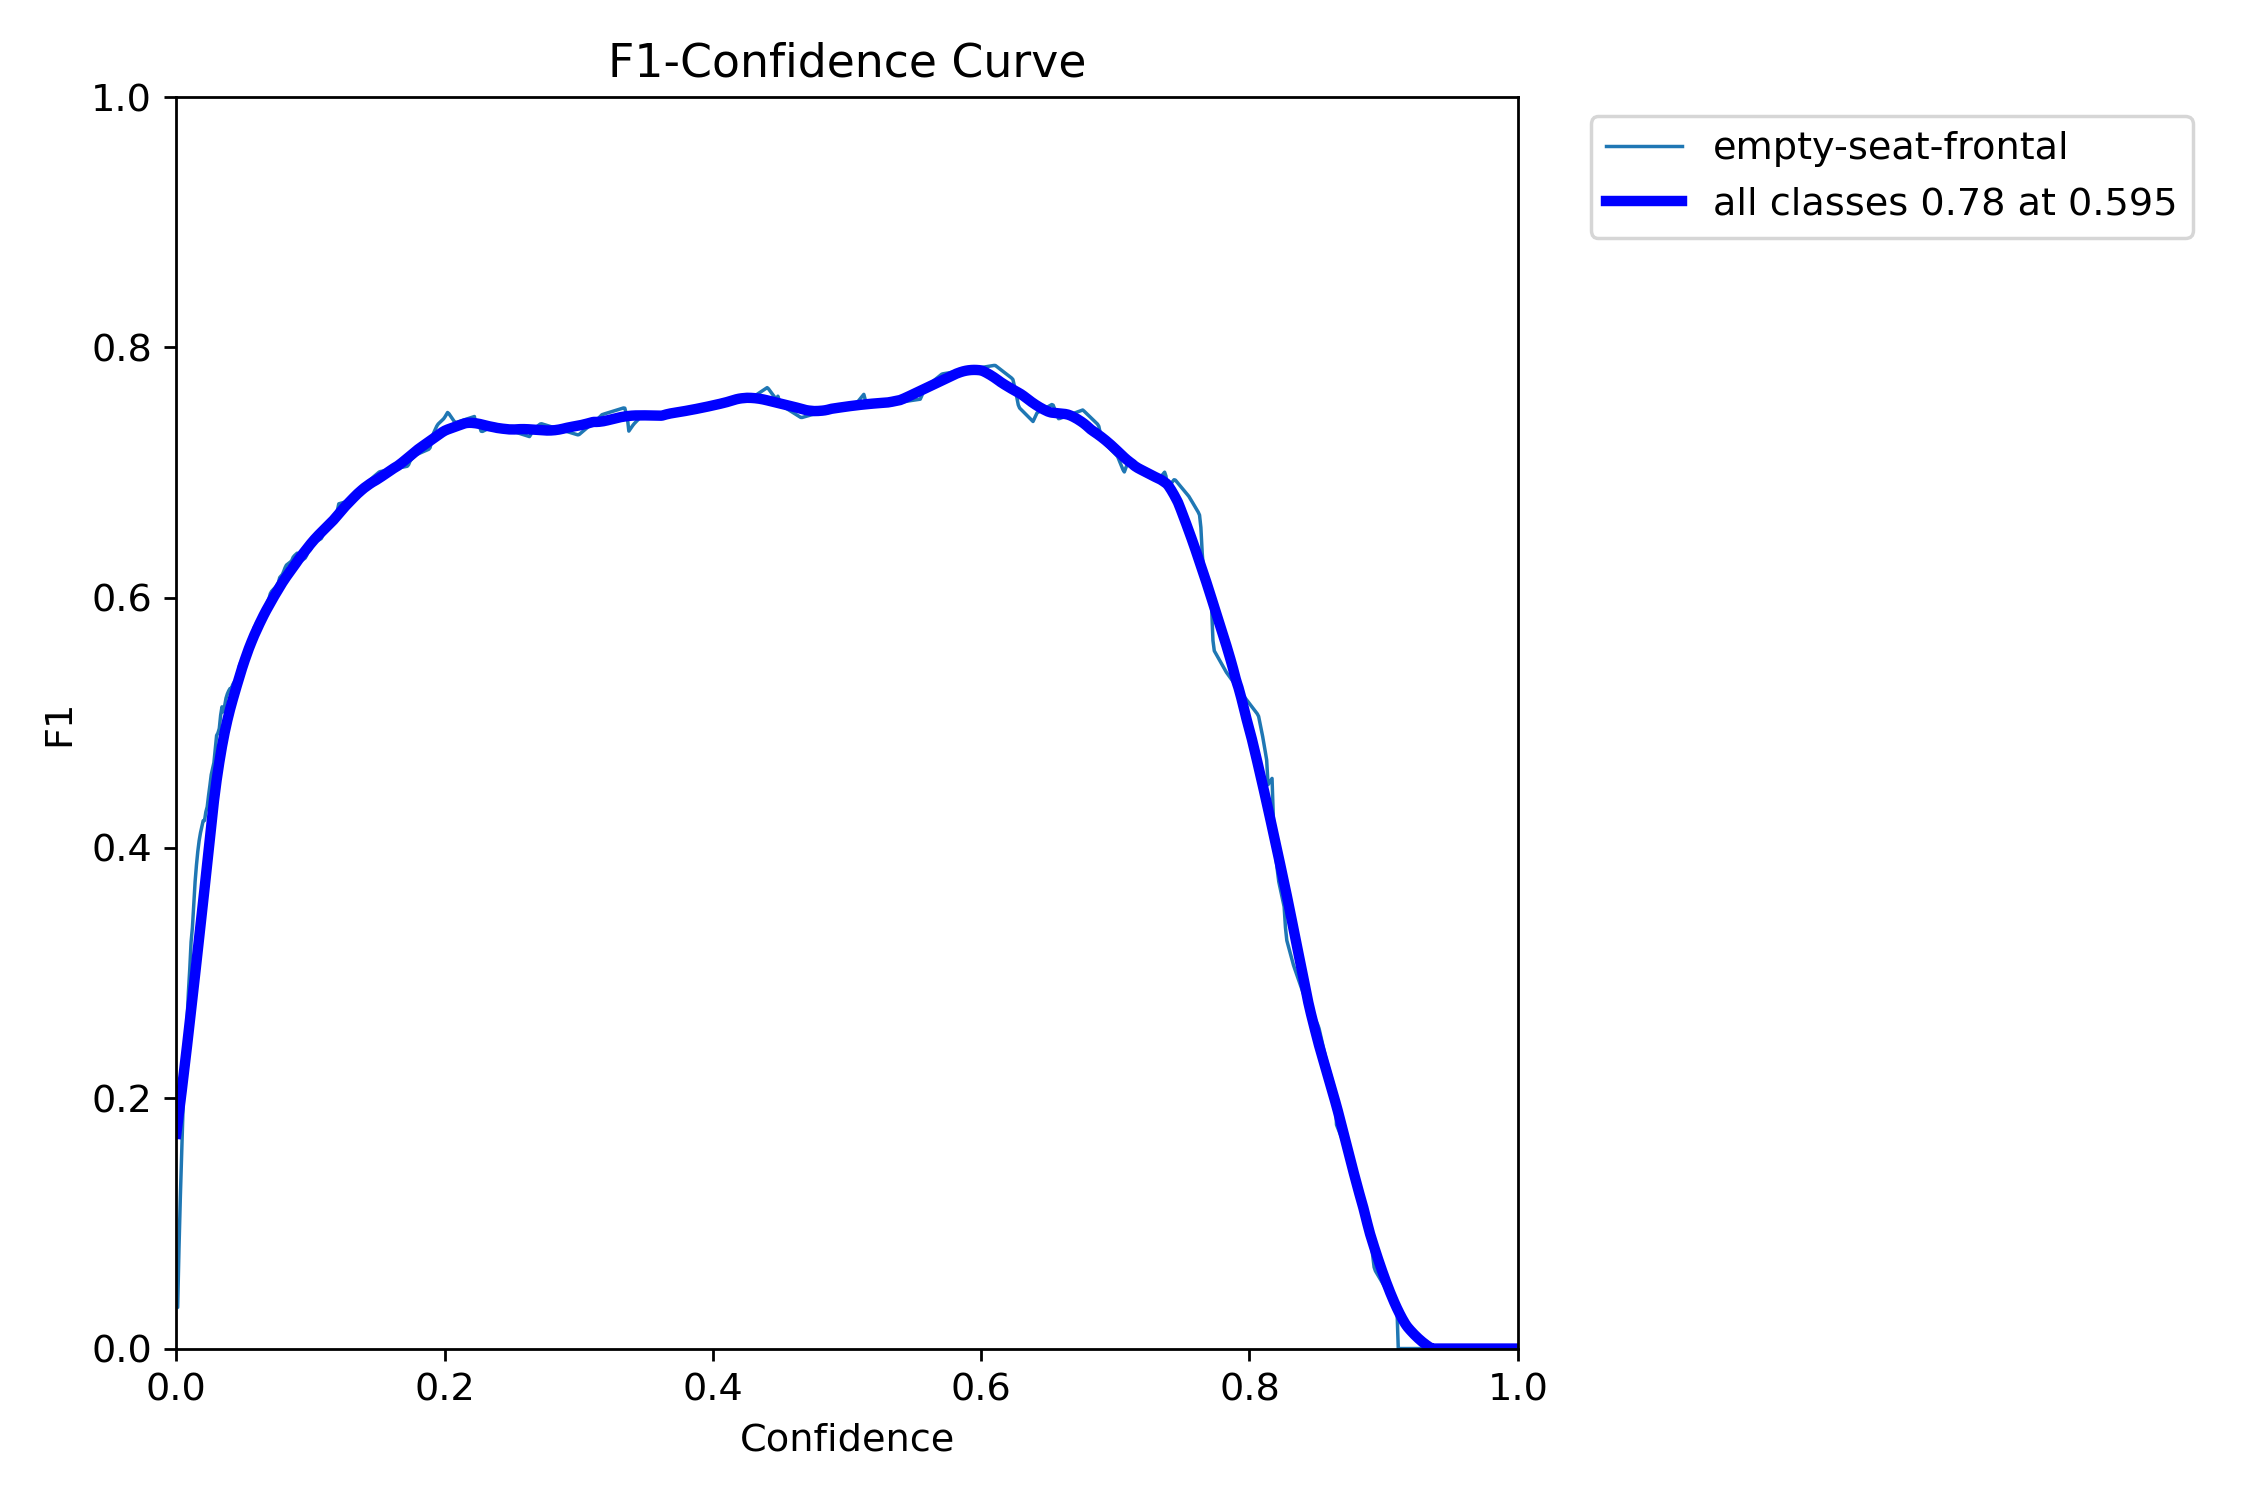 F1-Confidence Curve
1.0
0.8
0.6
0.4
0.2
0.0
F1
0.0 0.2 0.4 0.6 0.8 1.0
Confidence
empty-seat-frontal
all classes 0.78 at 0.595